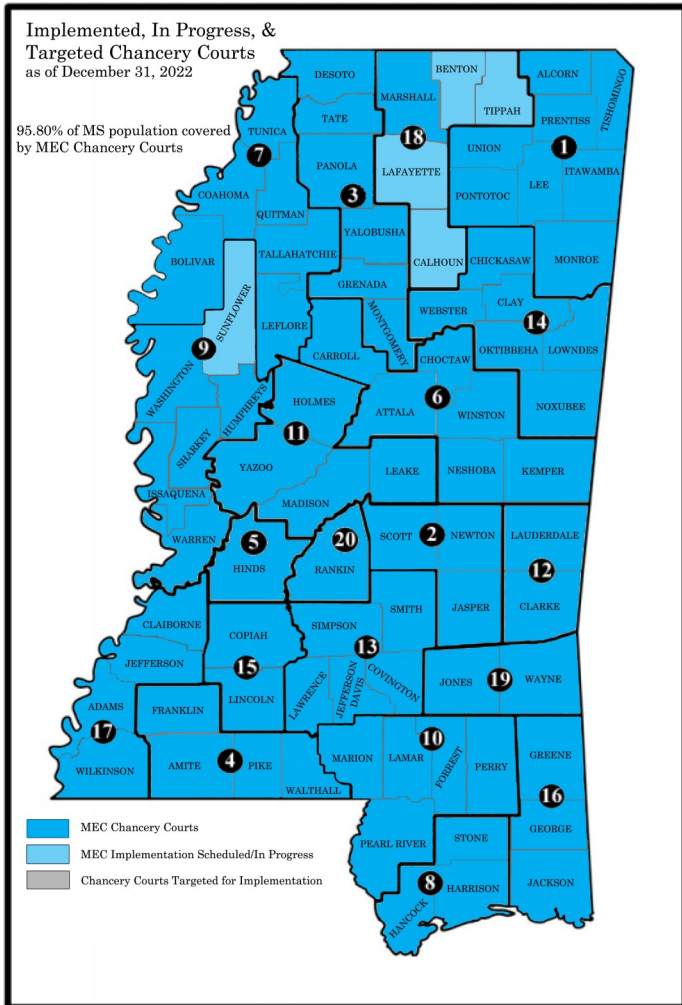 Implemented, In Progress, &
Targeted Chancery Courts
as of December 31, 2022
95.80% of MS population covered
by MEC Chancery Courts
DESOTO
BENTON
ALCORN
TISHOMINGO
MARSHALL
TIPPAH
PRENTISS
TATE
TUNICA
18
7
UNION
1
PANOLA
LAFAYETTE
ITAWAMBA
LEE
COAHOMA
3
PONTOTOC
QUITMAN
YALOBUSHA
BOLIVAR
TALLAHATCHIE
CALHOUN
CHICKASAW
MONROE
GRENADA
SUNFLOWER
WEBSTER
CLAY
LEFLORE
MONTGOMERY
14
9
CARROLL
CHOCTAW
OKTIBBEHA
LOWNDES
WASHINGTON
HUMPHREYS
HOLMES
6
ATTALA
WINSTON
NOXUBEE
11
SHARKEY
YAZOO
LEAKE
NESHOBA
KEMPER
ISSAQUENA
MADISON
WARREN
5
20
SCOTT
2
NEWTON
LAUDERDALE
HINDS
RANKIN
12
CLARKE
SMITH
JASPER
CLAIBORNE
COPIAH
SIMPSON
13
JEFFERSON
15
LAWRENCE
JEFFERSON
DAVIS
COVINGTON
JONES
19
WAYNE
ADAMS
FRANKLIN
LINCOLN
17
10
AMITE
4
PIKE
MARION
LAMAR
FORREST
PERRY
GREENE
WILKINSON
WALTHALL
16
GEORGE
MEC Chancery Courts
PEARL RIVER
STONE
MEC Implementation Scheduled/In Progress
Chancery Courts Targeted for Implementation
8
HARRISON
JACKSON
HANCOCK